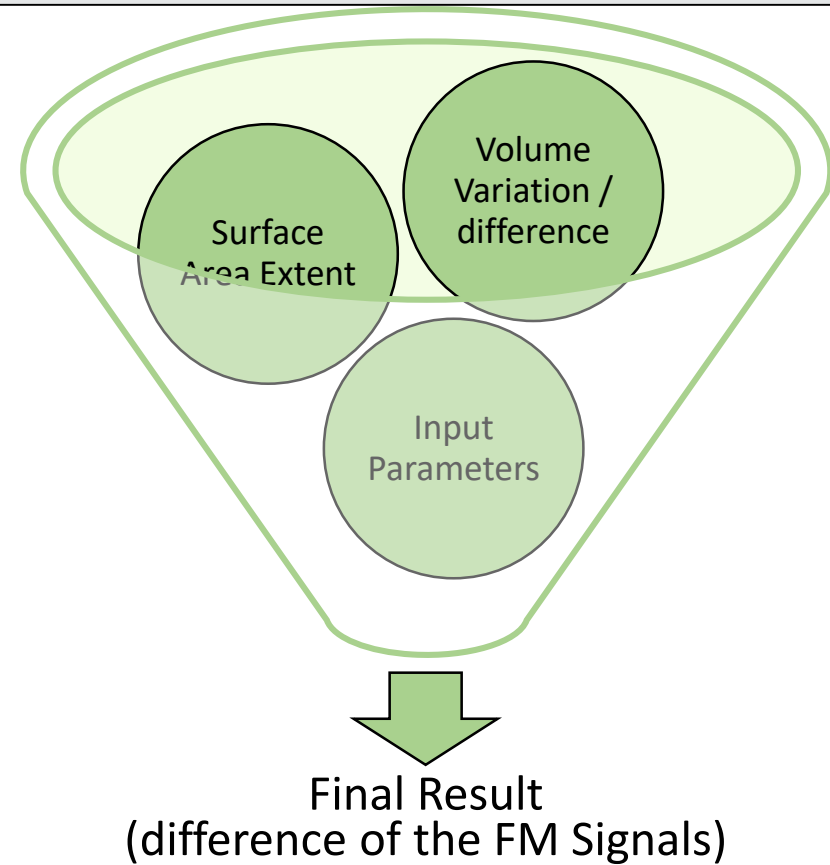 Volume
Variation /
difference
Surface
Area Extent
Input
Parameters
Final Result
(difference of the FM Signals)